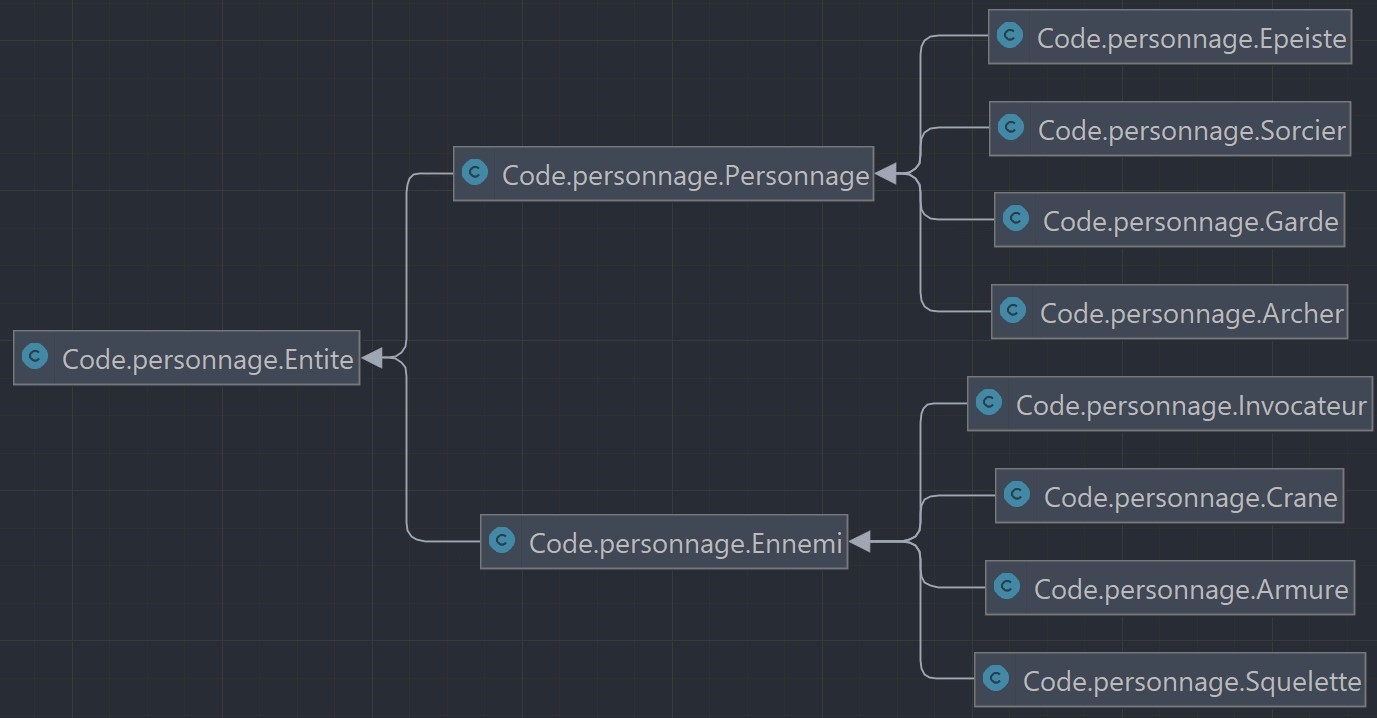 C Code.personnage.Epeiste
C Code.personnage.Sorcier
C Code.personnage.Personnage
C Code.personnage.Garde
C Code.personnage.Archer
C Code.personnage.Entite
C Code.personnage.Invocateur
C Code.personnage.Crane
C Code.personnage.Ennemi
C Code.personnage.Armure
C Code.personnage.Squelette